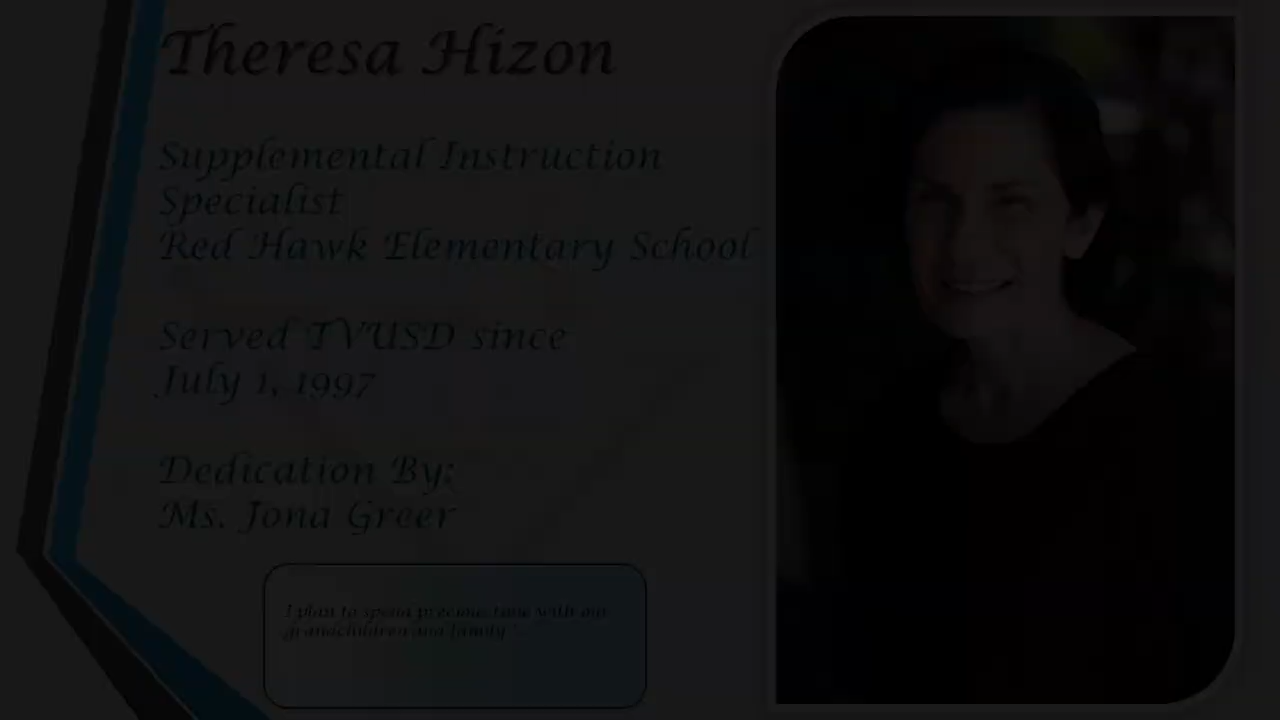 Theresa Hizon
Supplemental Instruction
Specialist
Red Hawk Elementary School
Served TVUSD since
July 1, 1997
Dedication By:
Ms. Jona Greer
I plan to spend precious time with our
grandchildren and family!